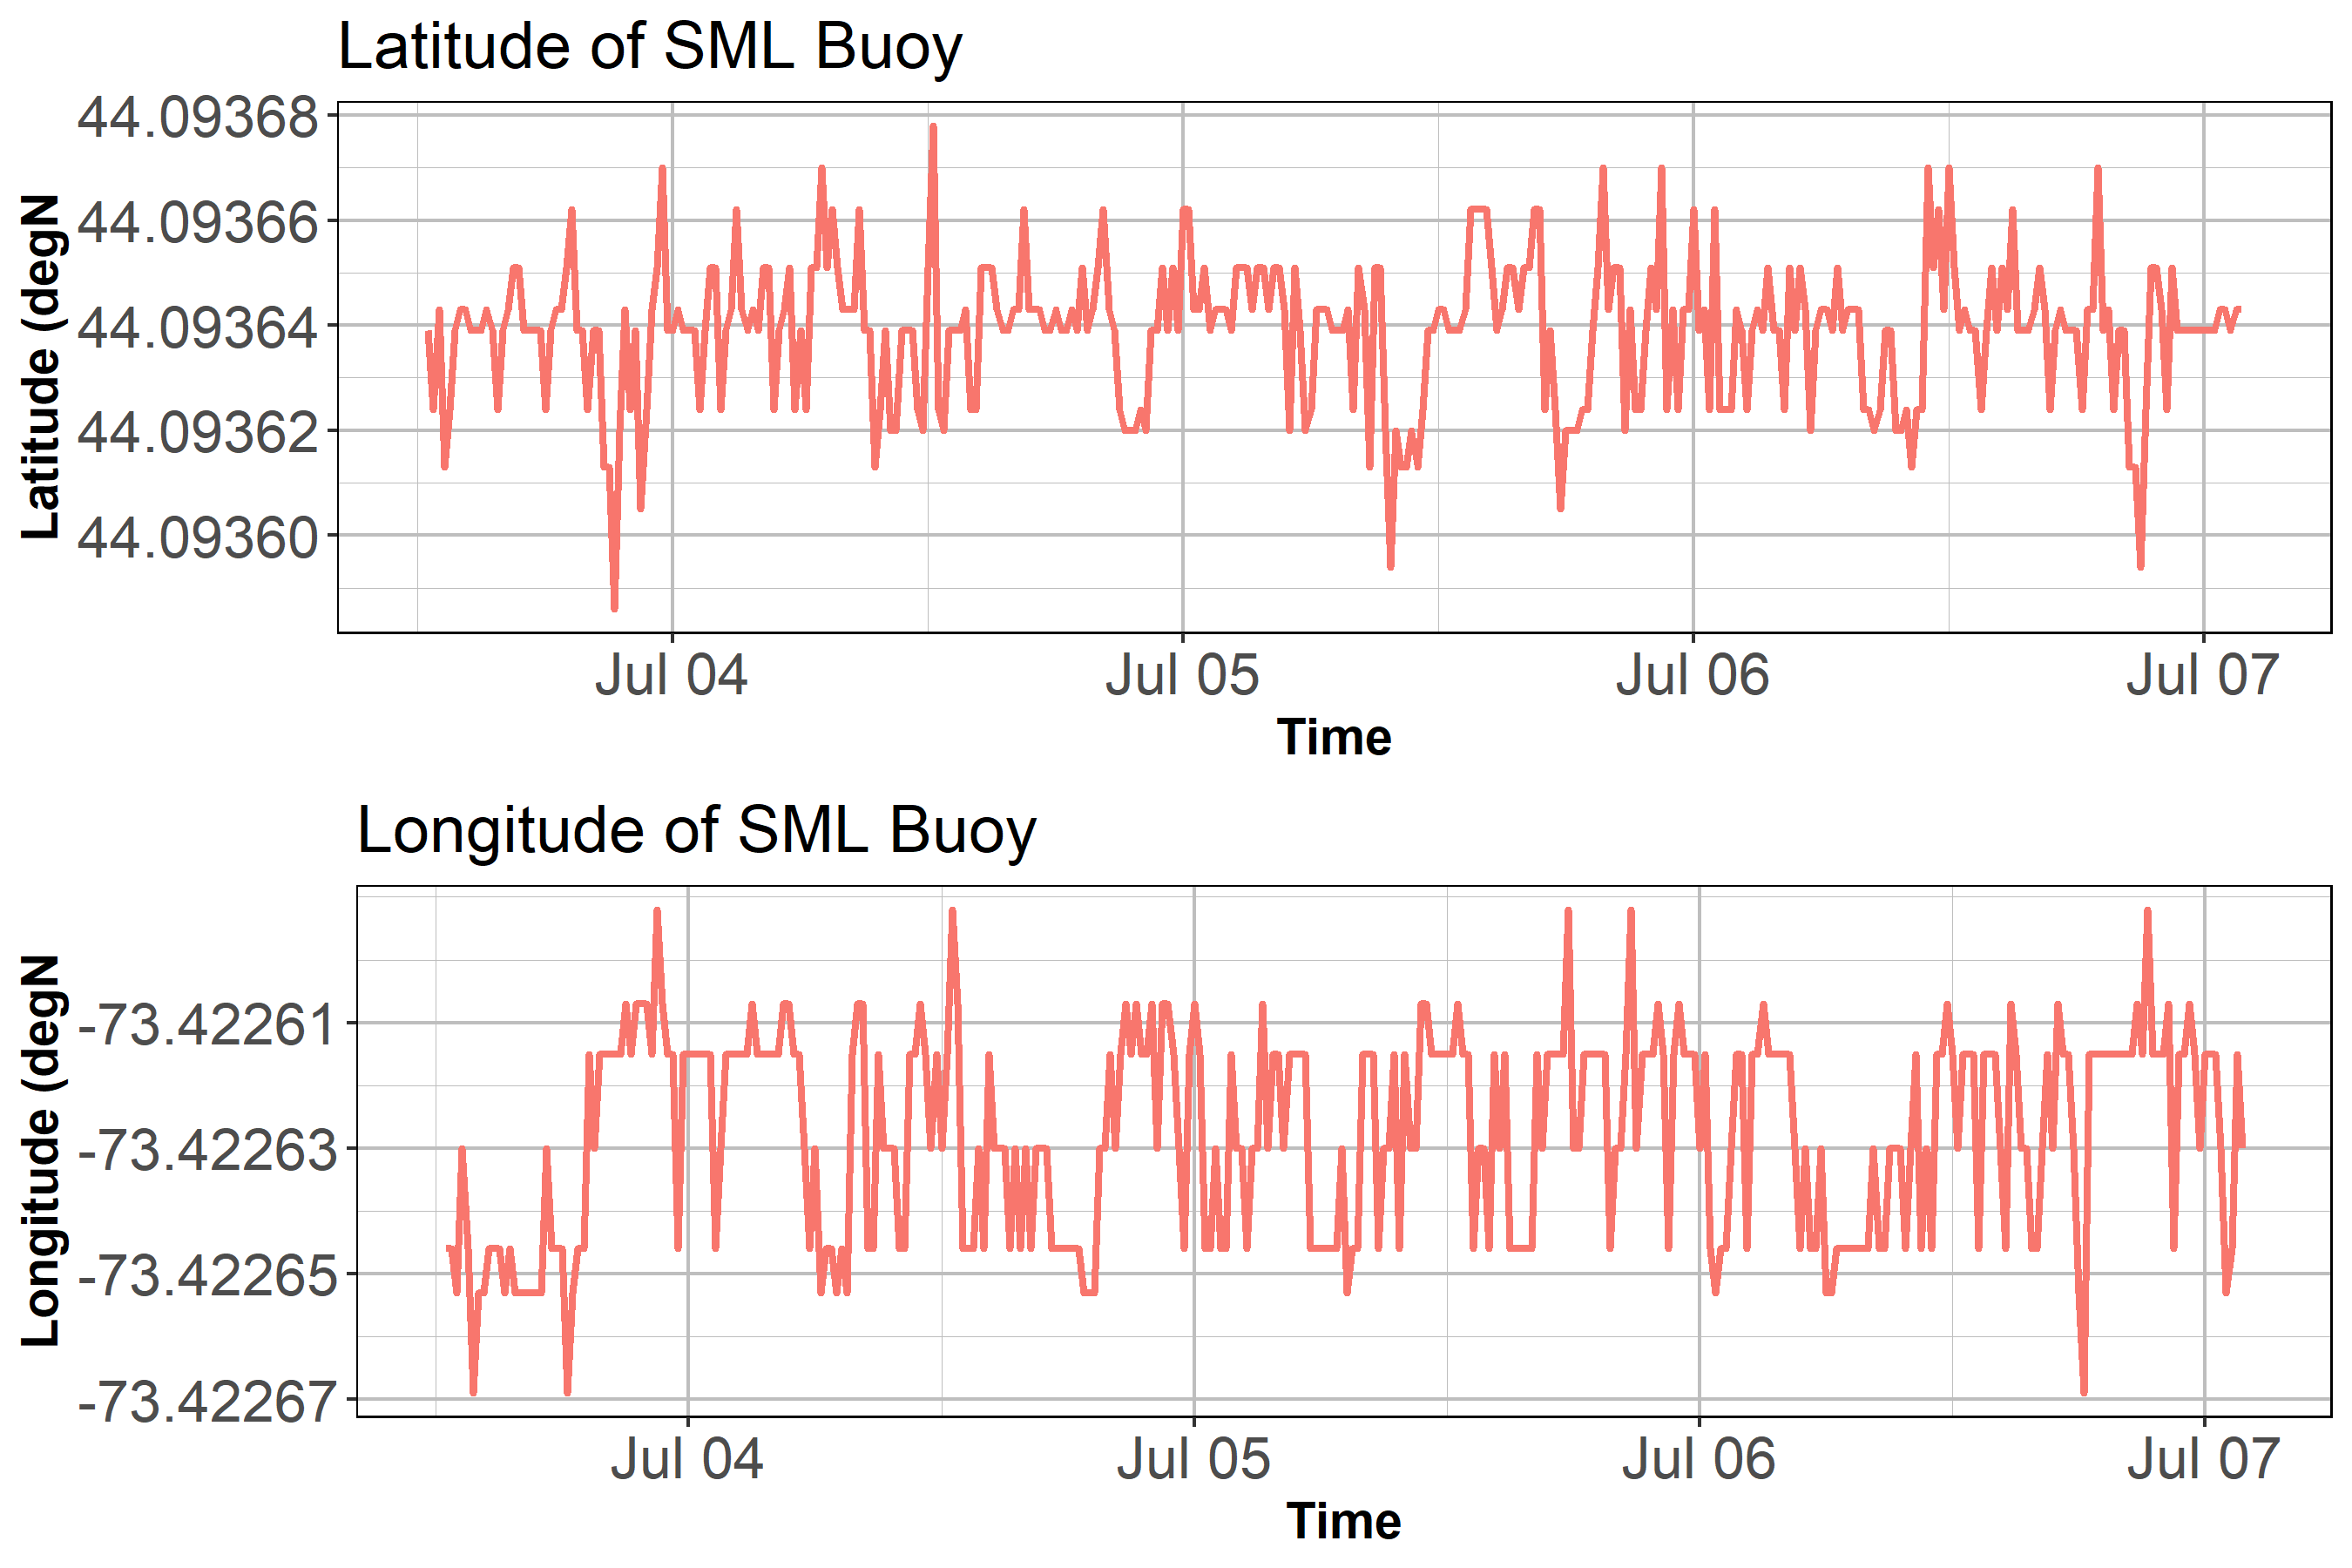 Latitude of SML Buoy
Latitude (degN
44.09368
44.09366
44.09364
44.09362
44.09360
Jul 04 Jul 05 Jul 06 Jul 07
Time
Longitude of SML Buoy
Longitude (degN
-73.42261
-73.42263
-73.42265
-73.42267
Jul 04 Jul 05 Jul 06 Jul 07
Time